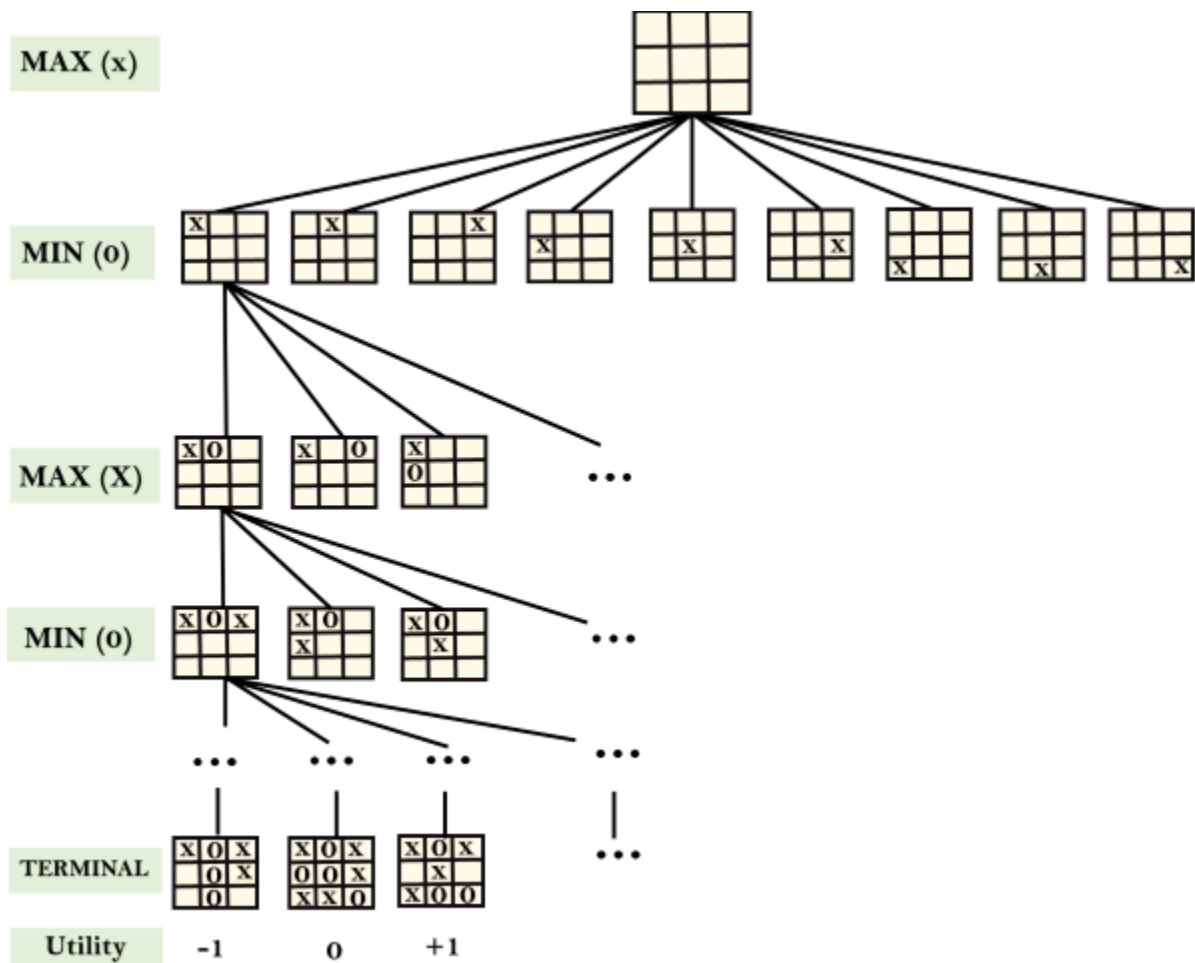 MAX (x)
MIN (0)
X X X X X X X X X
MAX (X)
X O X O X
O
MIN (0)
X O X X O X O
X X
... ... ... ...
TERMINAL
X O X X O X X O X
O X O O X X
O X X O X O O
Utility -1 0 +1